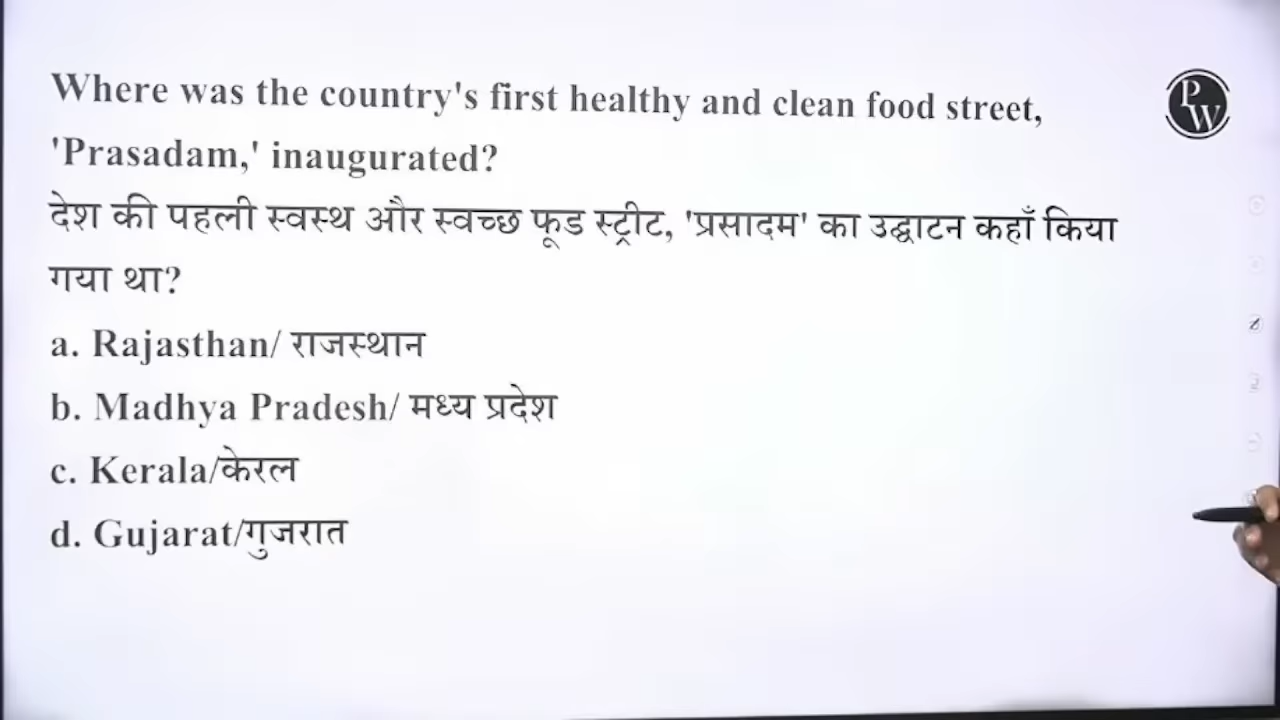 Where was the country's first healthy and clean food street,
'Prasadam,' inaugurated?
देश की पहली स्वस्थ और स्वच्छ फूड स्ट्रीट, 'प्रसादम' का उद्घाटन कहाँ किया
गया था?
a. Rajasthan/ राजस्थान
b. Madhya Pradesh/ मध्य प्रदेश
c. Kerala/केरल
d. Gujarat/गुजरात
PW